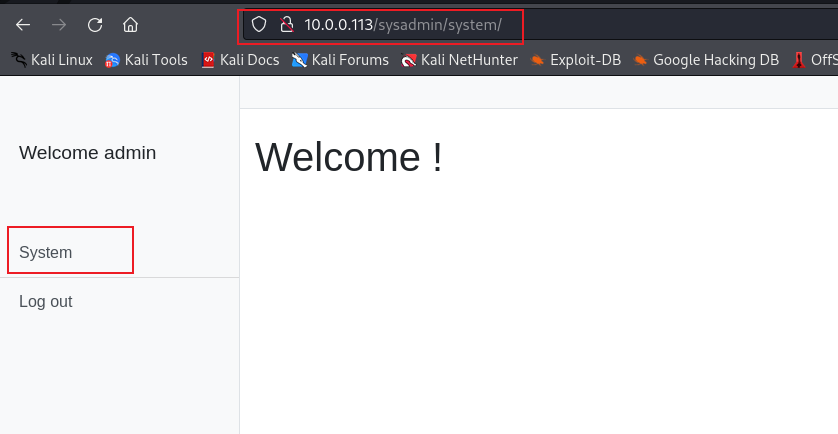 10.0.0.113/sysadmin/system/
Kali Linux Kali Tools Kali Docs Kali Forums Kali NetHunter Exploit-DB Google Hacking DB OffS
Welcome admin
Welcome !
System
Log out